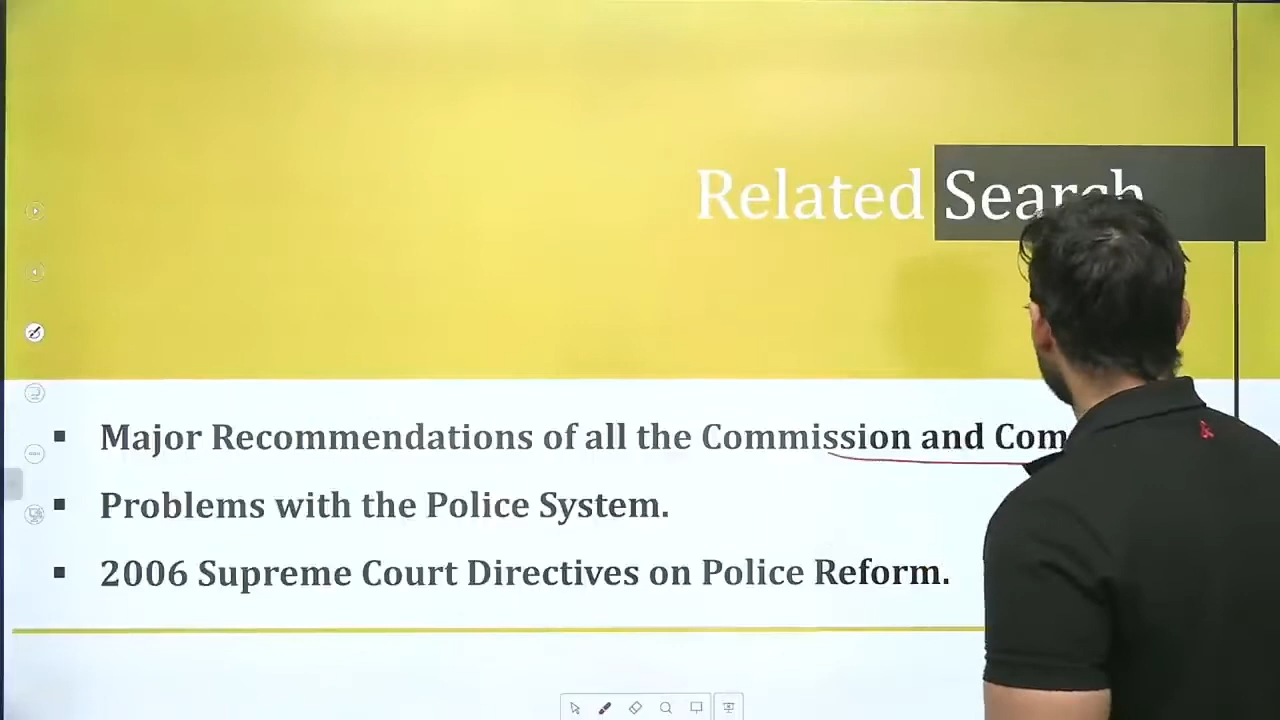 Related Search
Major Recommendations of all the Commission and Com
Problems with the Police System.
2006 Supreme Court Directives on Police Reform.